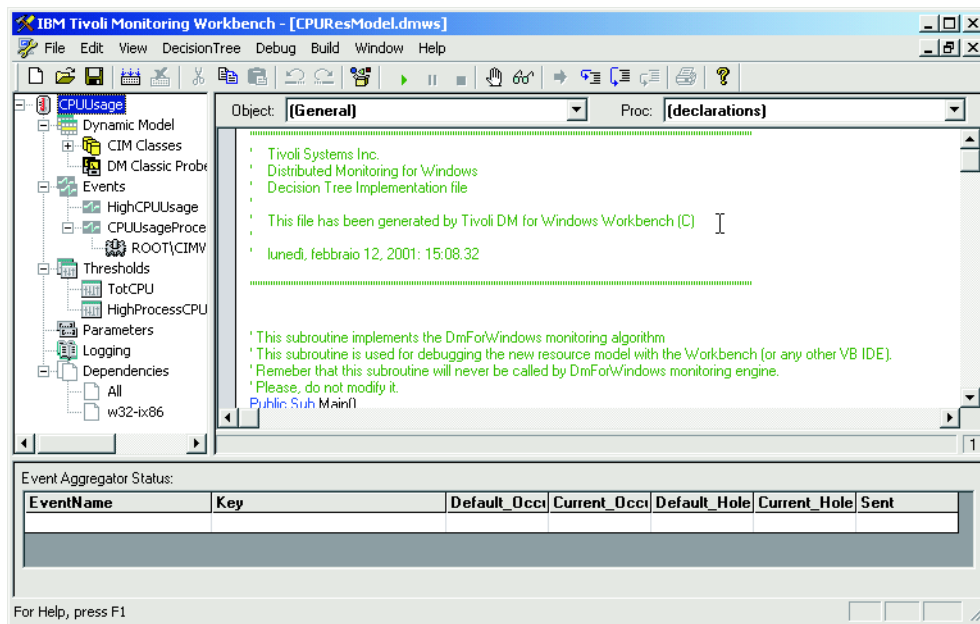 IBM Tivoli Monitoring Workbench - [CPUResModel.dmws]
File Edit View DecisionTree Debug Build Window Help
CPUUsage
Dynamic Model
CIM Classes
DM Classic Probe
Events
HighCPUUsage
CPUUsageProce
ROOT\CIMV
Thresholds
TotCPU
HighProcessCPU
Parameters
Logging
Dependencies
All
w32-ix86
Object: (General) Proc: (declarations)
' Tivoli Systems Inc.
' Distributed Monitoring for Windows
' Decision Tree Implementation file
'
' This file has been generated by Tivoli DM for Windows Workbench (C)
'
' lunedì, febbraio 12, 2001: 15.08.32
' This subroutine implements the DmForWindows monitoring algorithm
' This subroutine is used for debugging the new resource model with the Workbench (or any other VB IDE).
' Remeber that this subroutine will never be called by DmForWindows monitoring engine.
' Please, do not modify it.
Public Sub Main()
1
Event Aggregator Status:
EventName Key Default_Occu Current_Occu Default_Hole Current_Hole Sent
For Help, press F1